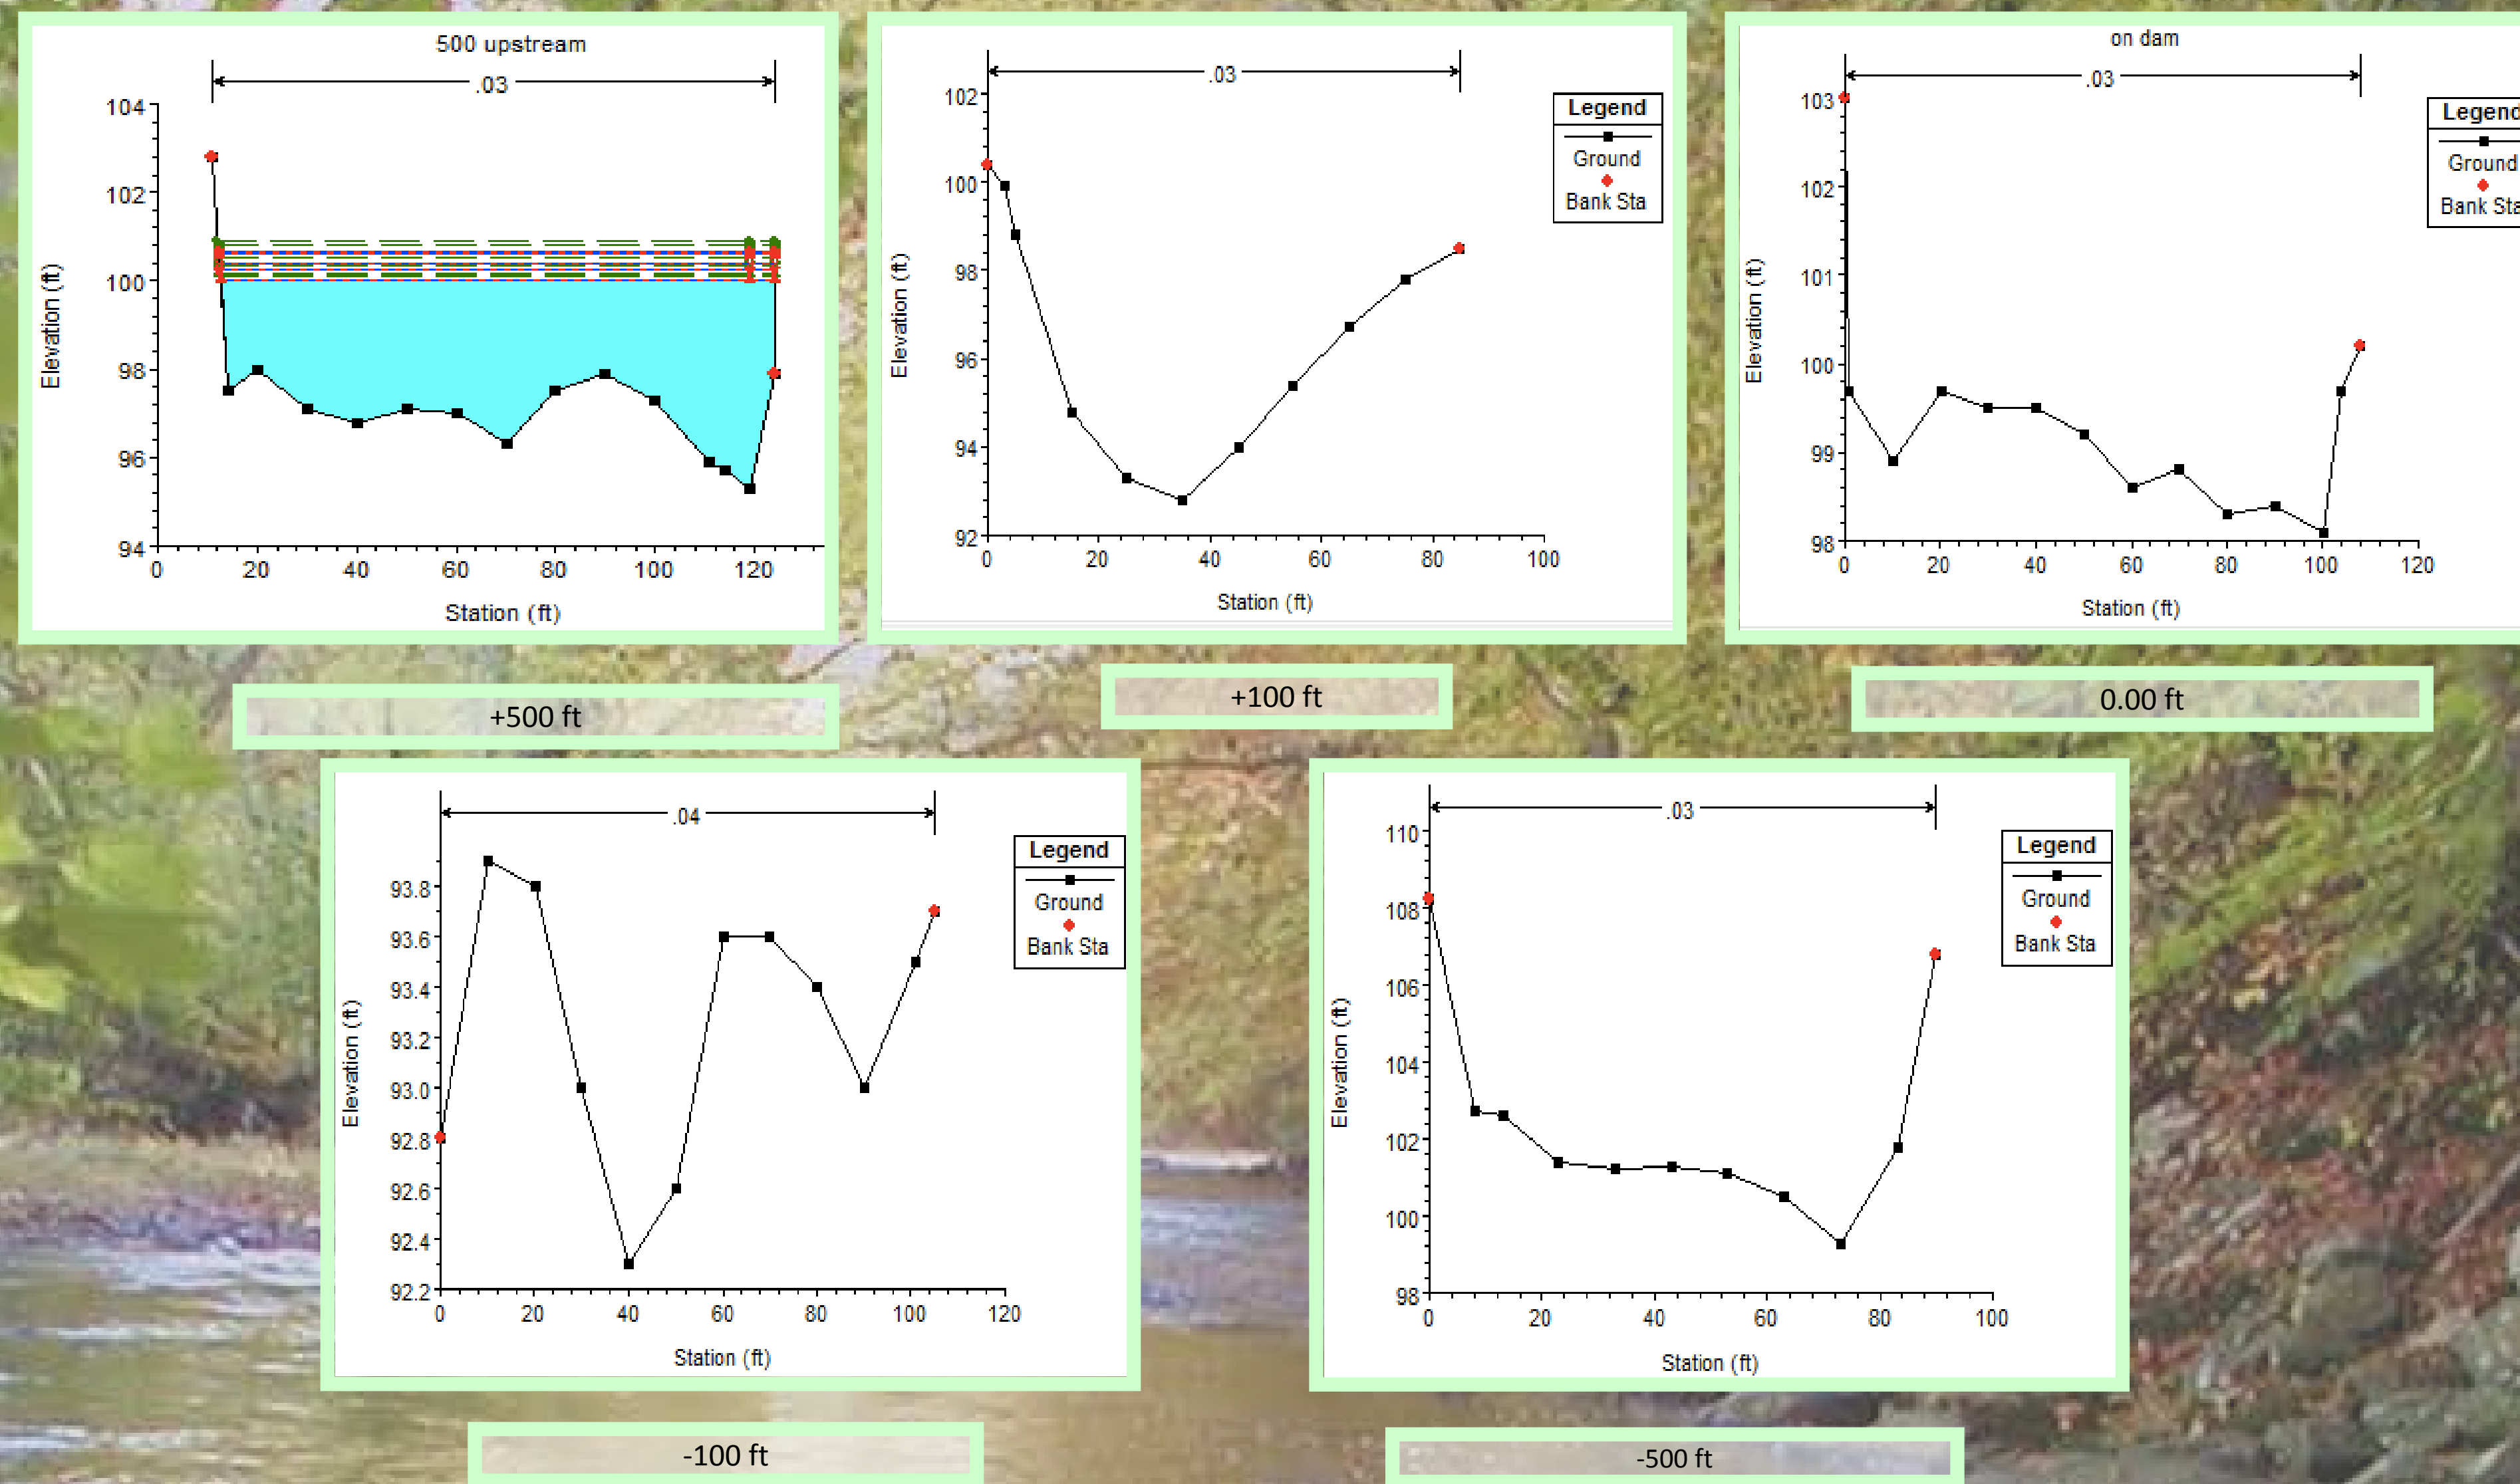 500 upstream
.03
104
102
100
98
96
94
0 20 40 60 80 100 120
Elevation (ft)
Station (ft)
+500 ft
.03
102
100
98
96
94
92
0 20 40 60 80 100
Elevation (ft)
Station (ft)
Legend
Ground
Bank Sta
+100 ft
on dam
.03
103
102
101
100
99
98
0 20 40 60 80 100 120
Elevation (ft)
Station (ft)
Legend
Ground
Bank Sta
0.00 ft
.04
93.8
93.6
93.4
93.2
93.0
92.8
92.6
92.4
92.2
0 20 40 60 80 100 120
Elevation (ft)
Station (ft)
Legend
Ground
Bank Sta
-100 ft
.03
110
108
106
104
102
100
98
0 20 40 60 80 100
Elevation (ft)
Station (ft)
Legend
Ground
Bank Sta
-500 ft